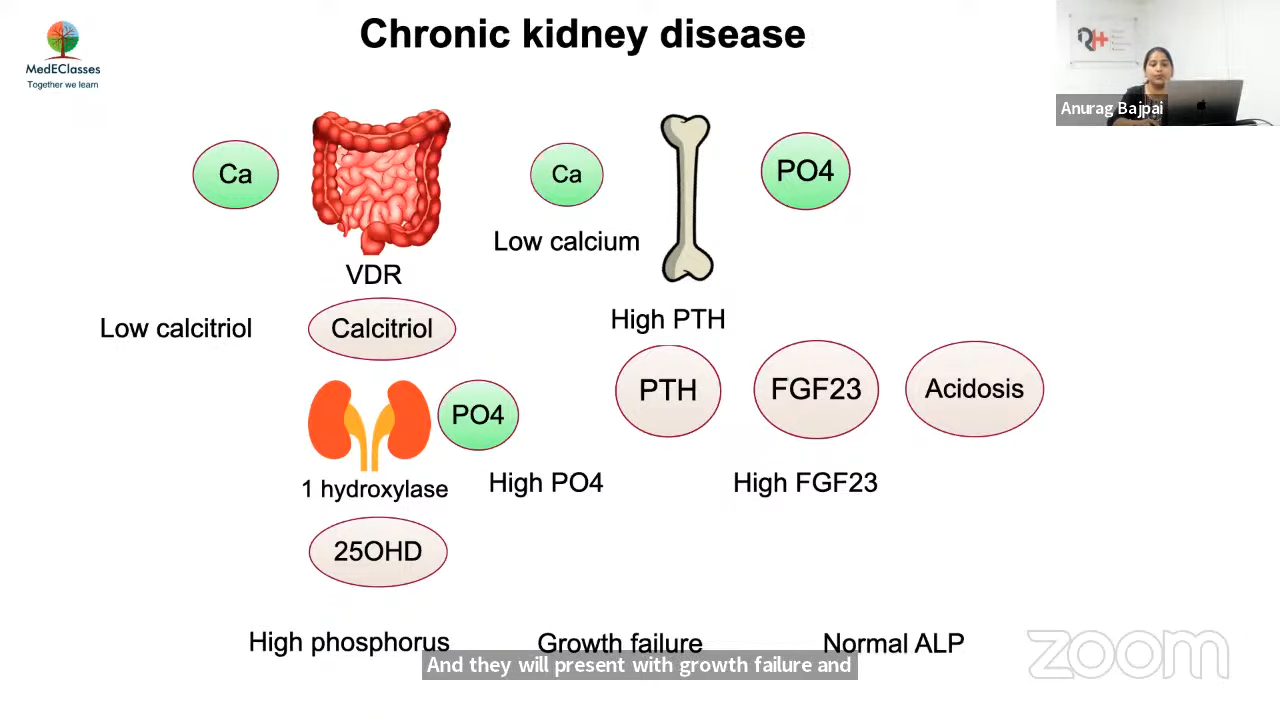 Chronic kidney disease
MedEClasses
Together we learn
Anurag Bajpai
Ca
Ca
PO4
Low calcium
VDR
Low calcitriol
Calcitriol
High PTH
PTH
FGF23
Acidosis
PO4
1 hydroxylase
High PO4
High FGF23
25OHD
High phosphorus
Growth failure
Normal ALP
And they will present with growth failure and
zoom